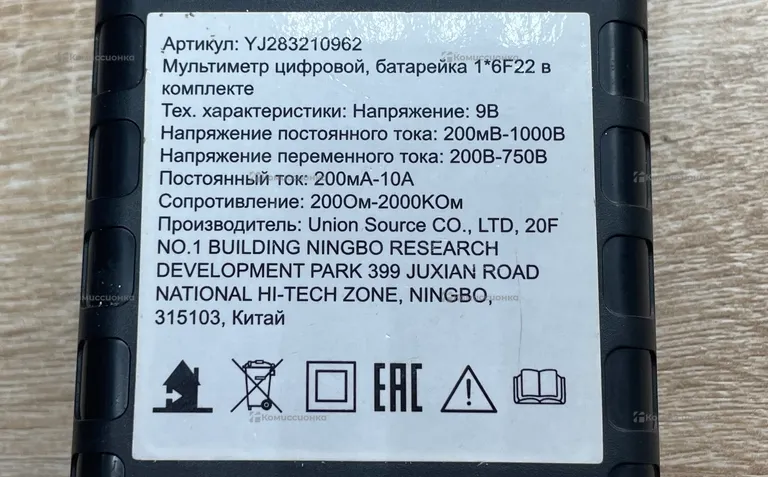 Артикул: YJ283210962
Мультиметр цифровой, батарейка 1*6F22 в
комплекте
Тех. характеристики: Напряжение: 9В
Напряжение постоянного тока: 200мВ-1000В
Напряжение переменного тока: 200В-750В
Постоянный ток: 200мА-10А
Сопротивление: 200Ом-2000КОм
Производитель: Union Source CO., LTD, 20F
NO.1 BUILDING NINGBO RESEARCH
DEVELOPMENT PARK 399 JUXIAN ROAD
NATIONAL HI-TECH ZONE, NINGBO,
315103, Китай
EAC
Комиссионка